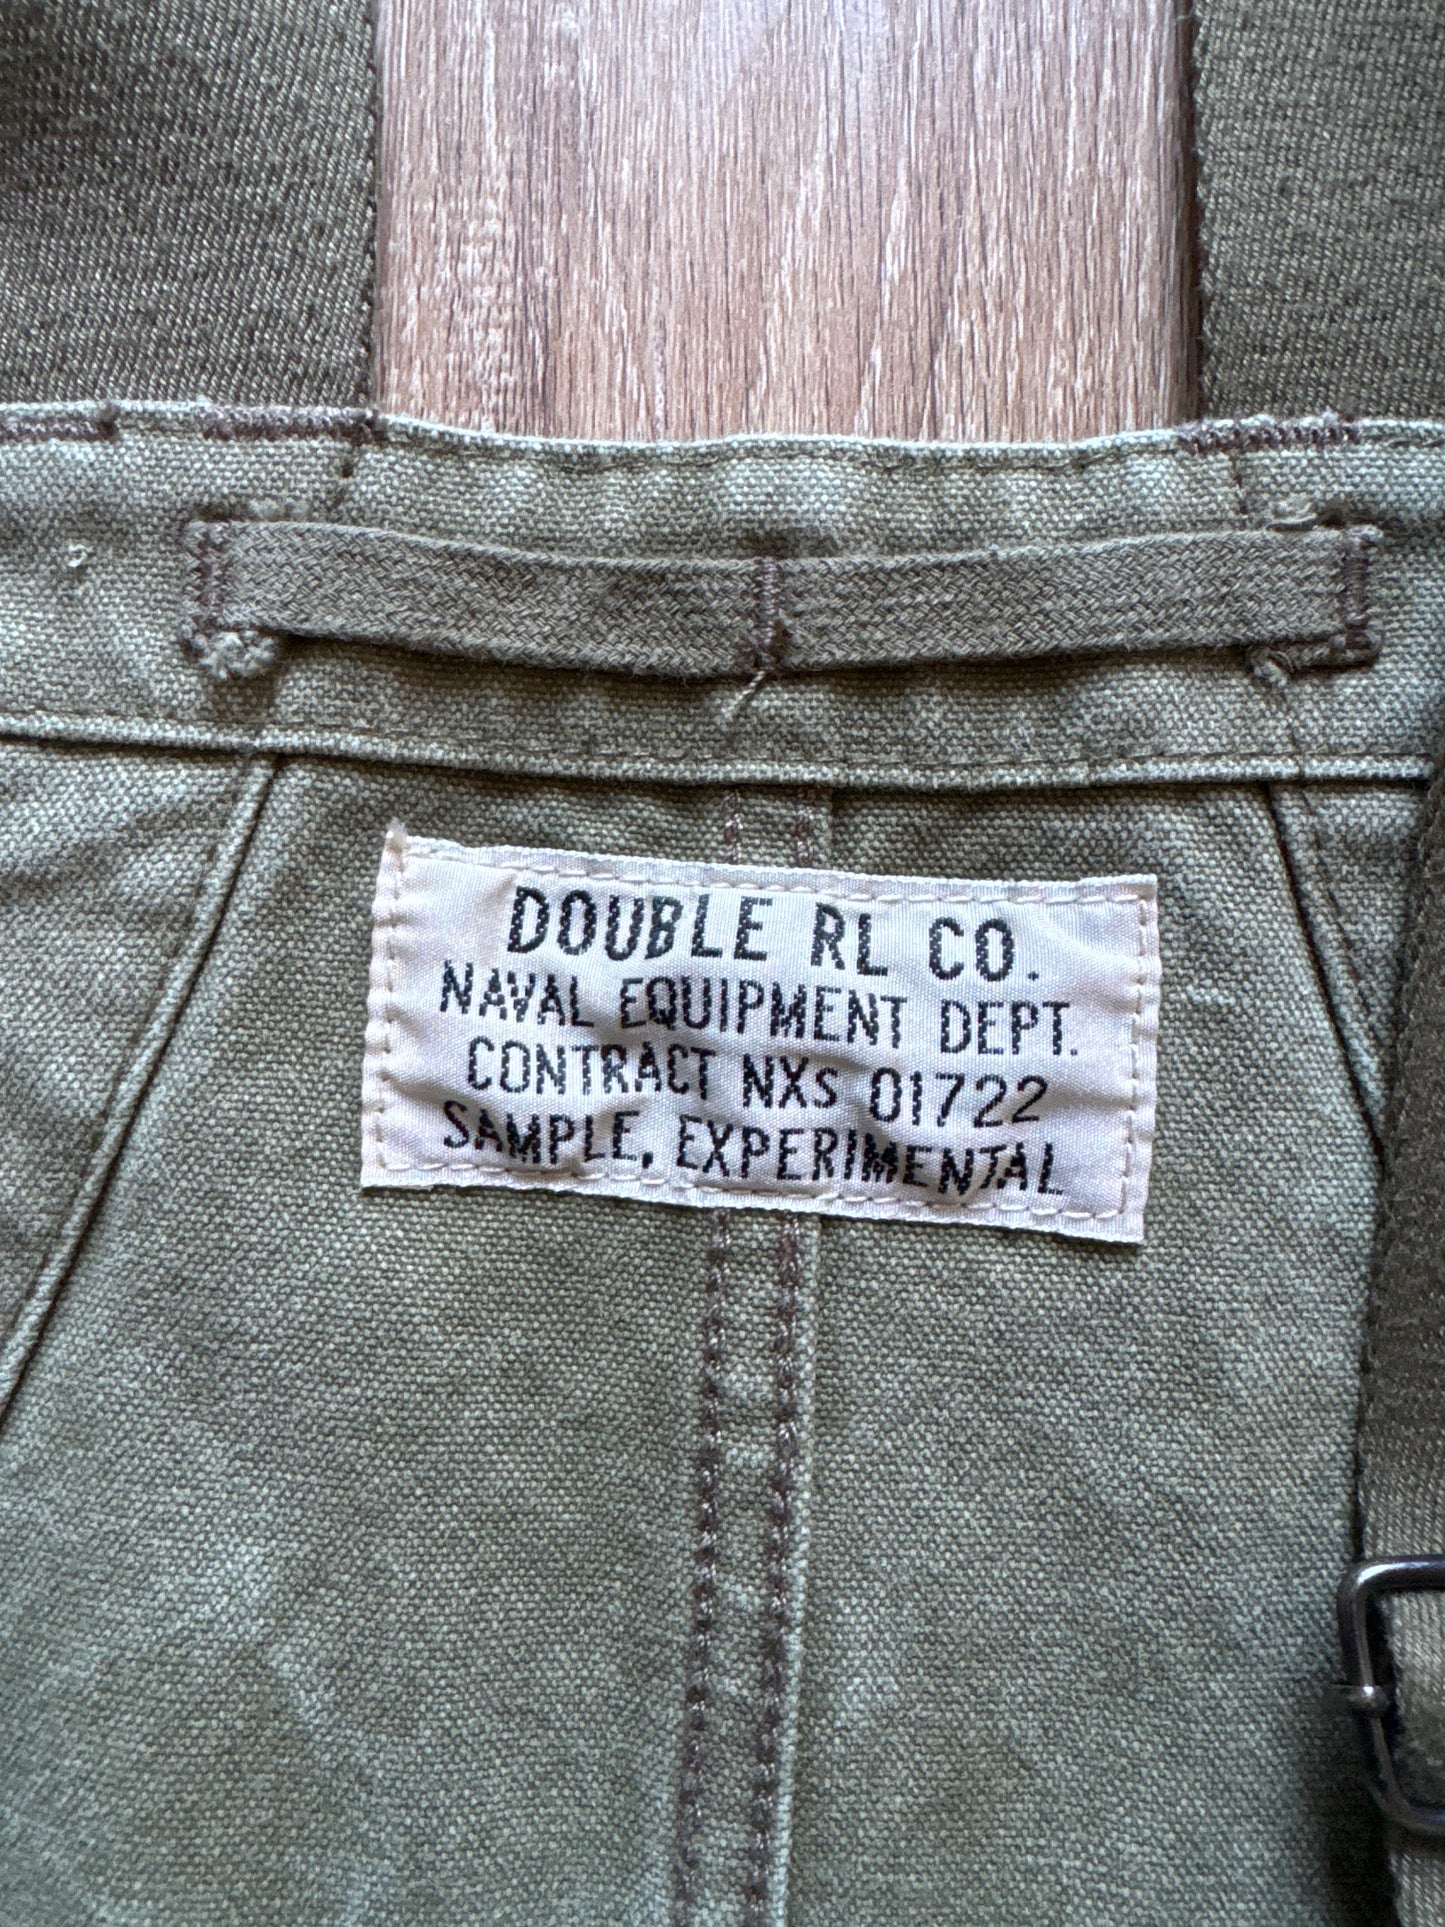 DOUBLE RL CO.
NAVAL EQUIPMENT DEPT.
CONTRACT NXs 01722
SAMPLE, EXPERIMENTAL